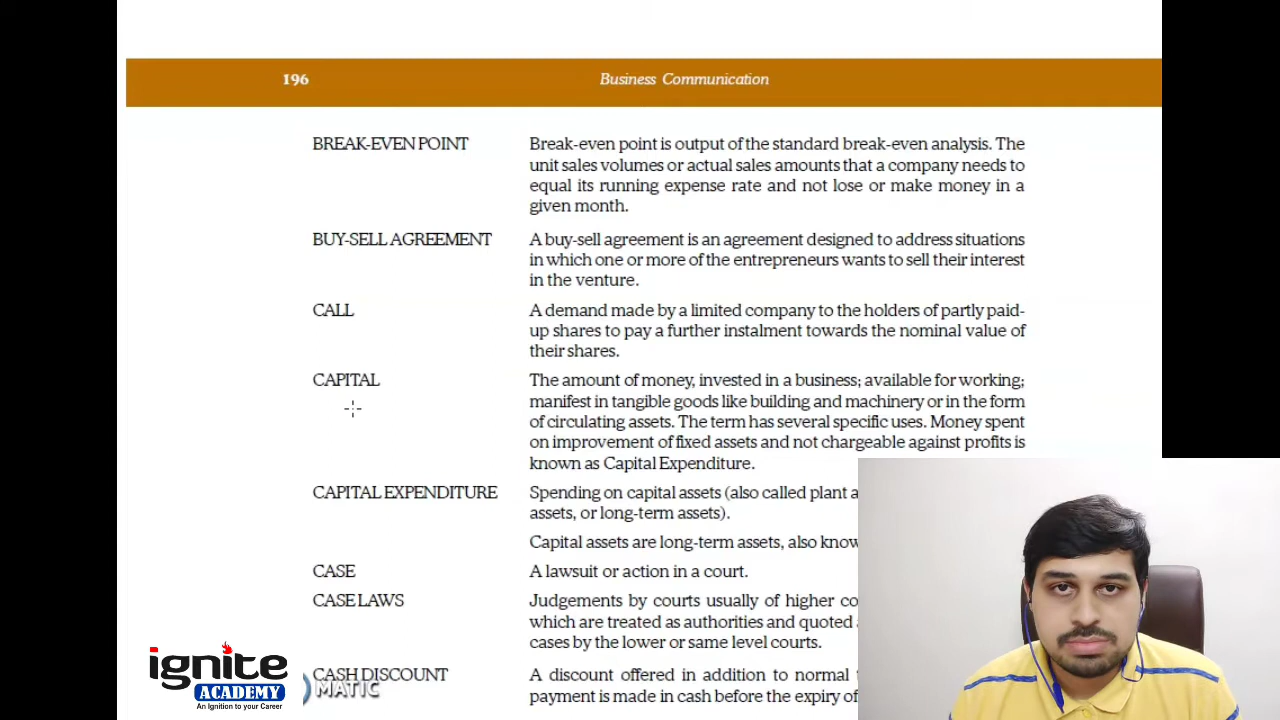 196 Business Communication
BREAK-EVEN POINT Break-even point is output of the standard break-even analysis. The
unit sales volumes or actual sales amounts that a company needs to
equal its running expense rate and not lose or make money in a
given month.
BUY-SELL AGREEMENT A buy-sell agreement is an agreement designed to address situations
in which one or more of the entrepreneurs wants to sell their interest
in the venture.
CALL A demand made by a limited company to the holders of partly paid-
up shares to pay a further instalment towards the nominal value of
their shares.
CAPITAL The amount of money, invested in a business; available for working;
manifest in tangible goods like building and machinery or in the form
of circulating assets. The term has several specific uses. Money spent
on improvement of fixed assets and not chargeable against profits is
known as Capital Expenditure.
CAPITAL EXPENDITURE Spending on capital assets (also called plant
assets, or long-term assets).
Capital assets are long-term assets, also
CASE A lawsuit or action in a court.
CASE LAWS Judgements by courts usually of higher
which are treated as authorities and quoted
cases by the lower or same level courts.
CASH DISCOUNT A discount offered in addition to normal
payment is made in cash before the expiry of
ignite
ACADEMY
An Ignition to your Career
MATIC